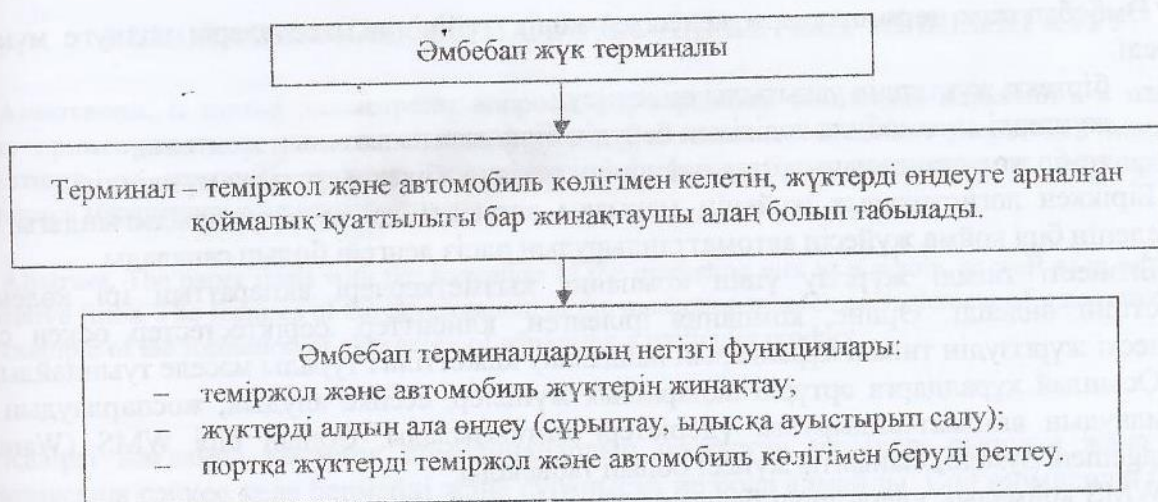 Әмбебап жүк терминалы
Терминал – теміржол және автомобиль көлігімен келетін, жүктерді өңдеуге арналған
қоймалық қуаттылығы бар жинақтаушы алаң болып табылады.
Әмбебап терминалдардың негізгі функциялары:
– теміржол және автомобиль жүктерін жинақтау;
– жүктерді алдың ала өңдеу (сұрыптау, ыдысқа ауыстырып салу);
– портқа жүктерді теміржол және автомобиль көлігімен беруді реттеу.